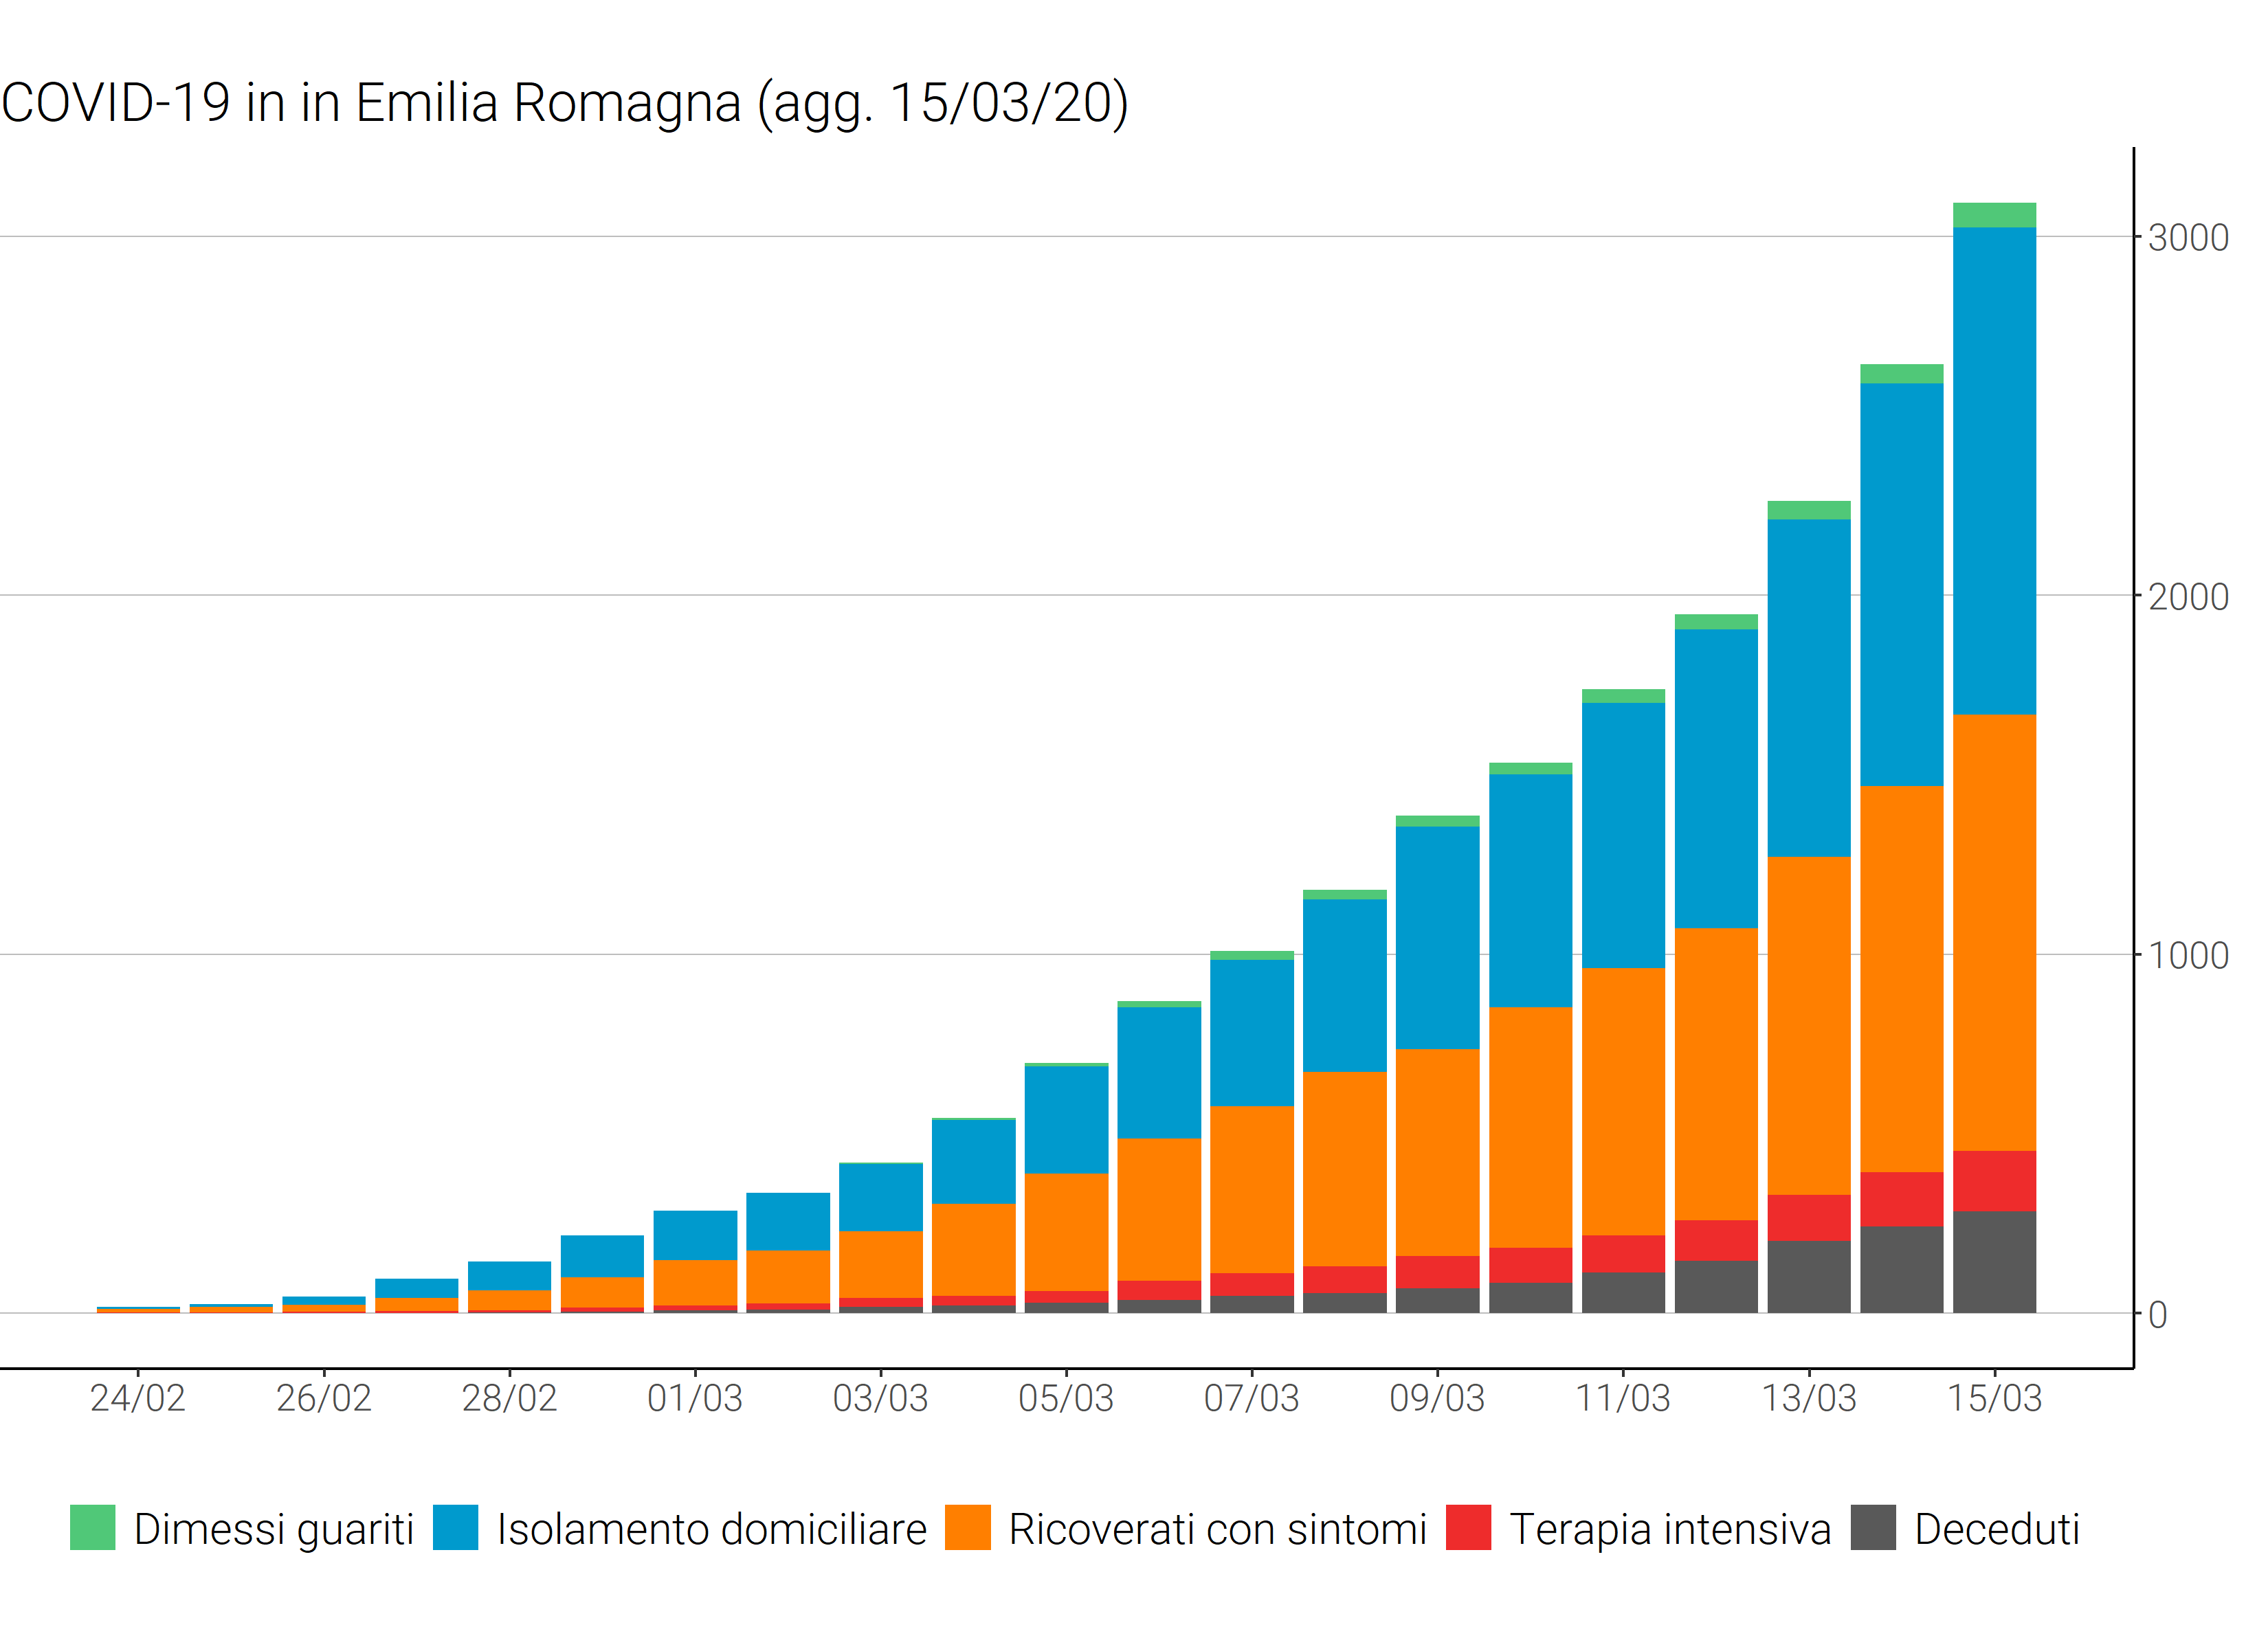 COVID-19 in in Emilia Romagna (agg. 15/03/20)
3000
2000
1000
0
24/02 26/02 28/02 01/03 03/03 05/03 07/03 09/03 11/03 13/03 15/03
Dimessi guariti Isolamento domiciliare Ricoverati con sintomi Terapia intensiva Deceduti